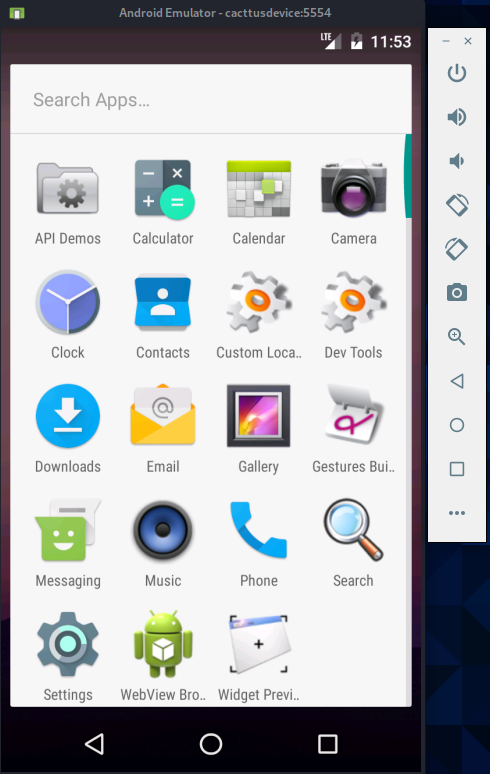 Android Emulator - cacttusdevice:5554
LTE 11:53
Search Apps...
API Demos Calculator Calendar Camera
Clock Contacts Custom Loca.. Dev Tools
Downloads Email Gallery Gestures Bui..
Messaging Music Phone Search
Settings WebView Bro.. Widget Previ..